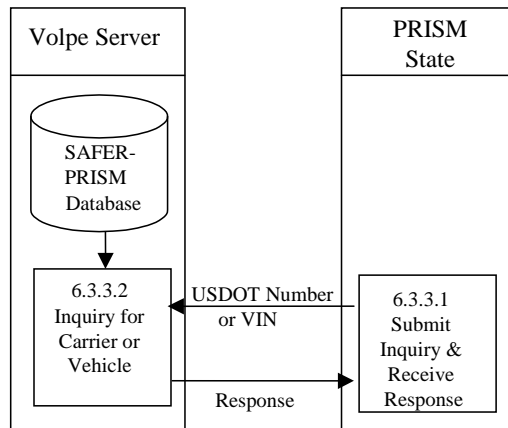 Volpe Server
PRISM
State
SAFER-
PRISM
Database
6.3.3.2
Inquiry for
Carrier or
Vehicle
USDOT Number
or VIN
Response
6.3.3.1
Submit
Inquiry &
Receive
Response